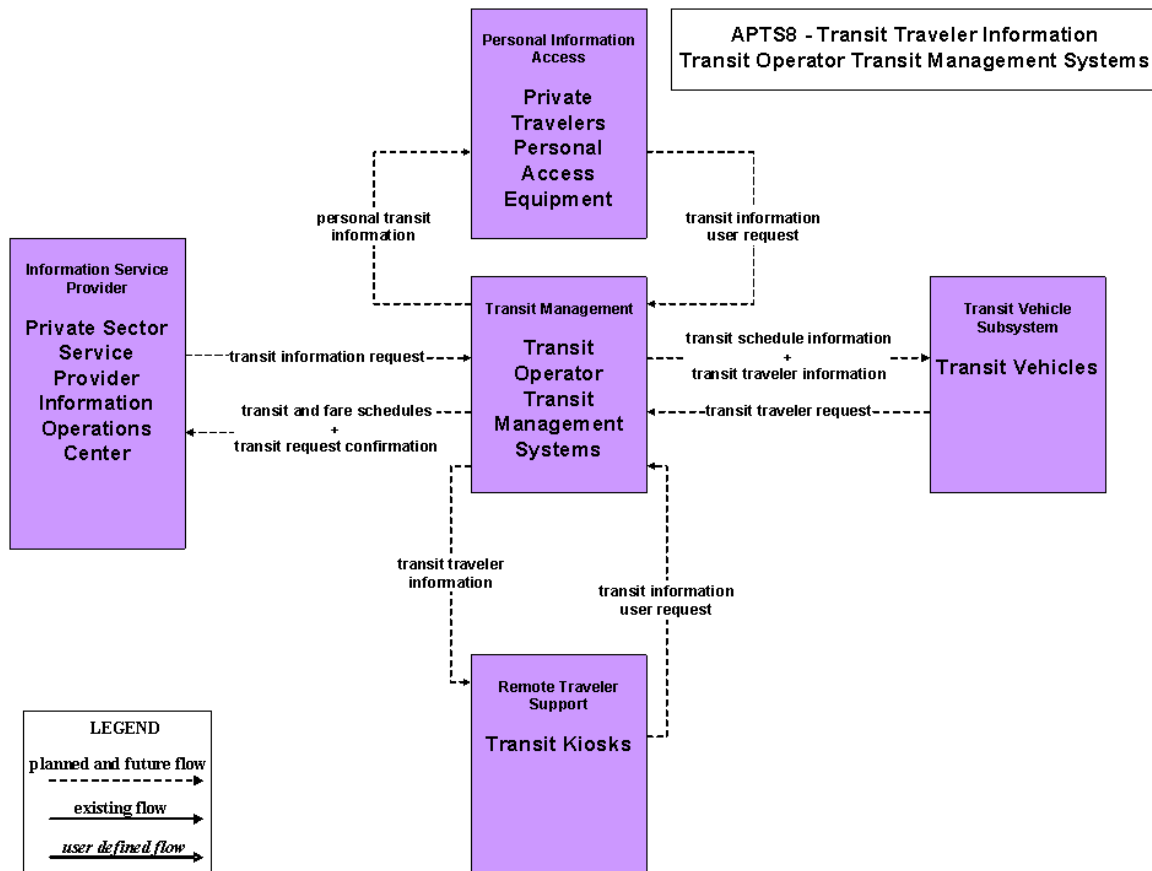 APTS8 - Transit Traveler Information
Transit Operator Transit Management Systems
Personal Information
Access
Private
Travelers
Personal
Access
Equipment
personal transit
information
transit information
user request
Information Service
Provider
Private Sector
Service
Provider
Information
Operations
Center
transit information request
transit and fare schedules
+
transit request confirmation
Transit Management
Transit
Operator
Transit
Management
Systems
transit schedule information
+
transit traveler information
transit traveler request
Transit Vehicle
Subsystem
Transit Vehicles
transit traveler
information
transit information
user request
Remote Traveler
Support
Transit Kiosks
LEGEND
planned and future flow
existing flow
user defined flow